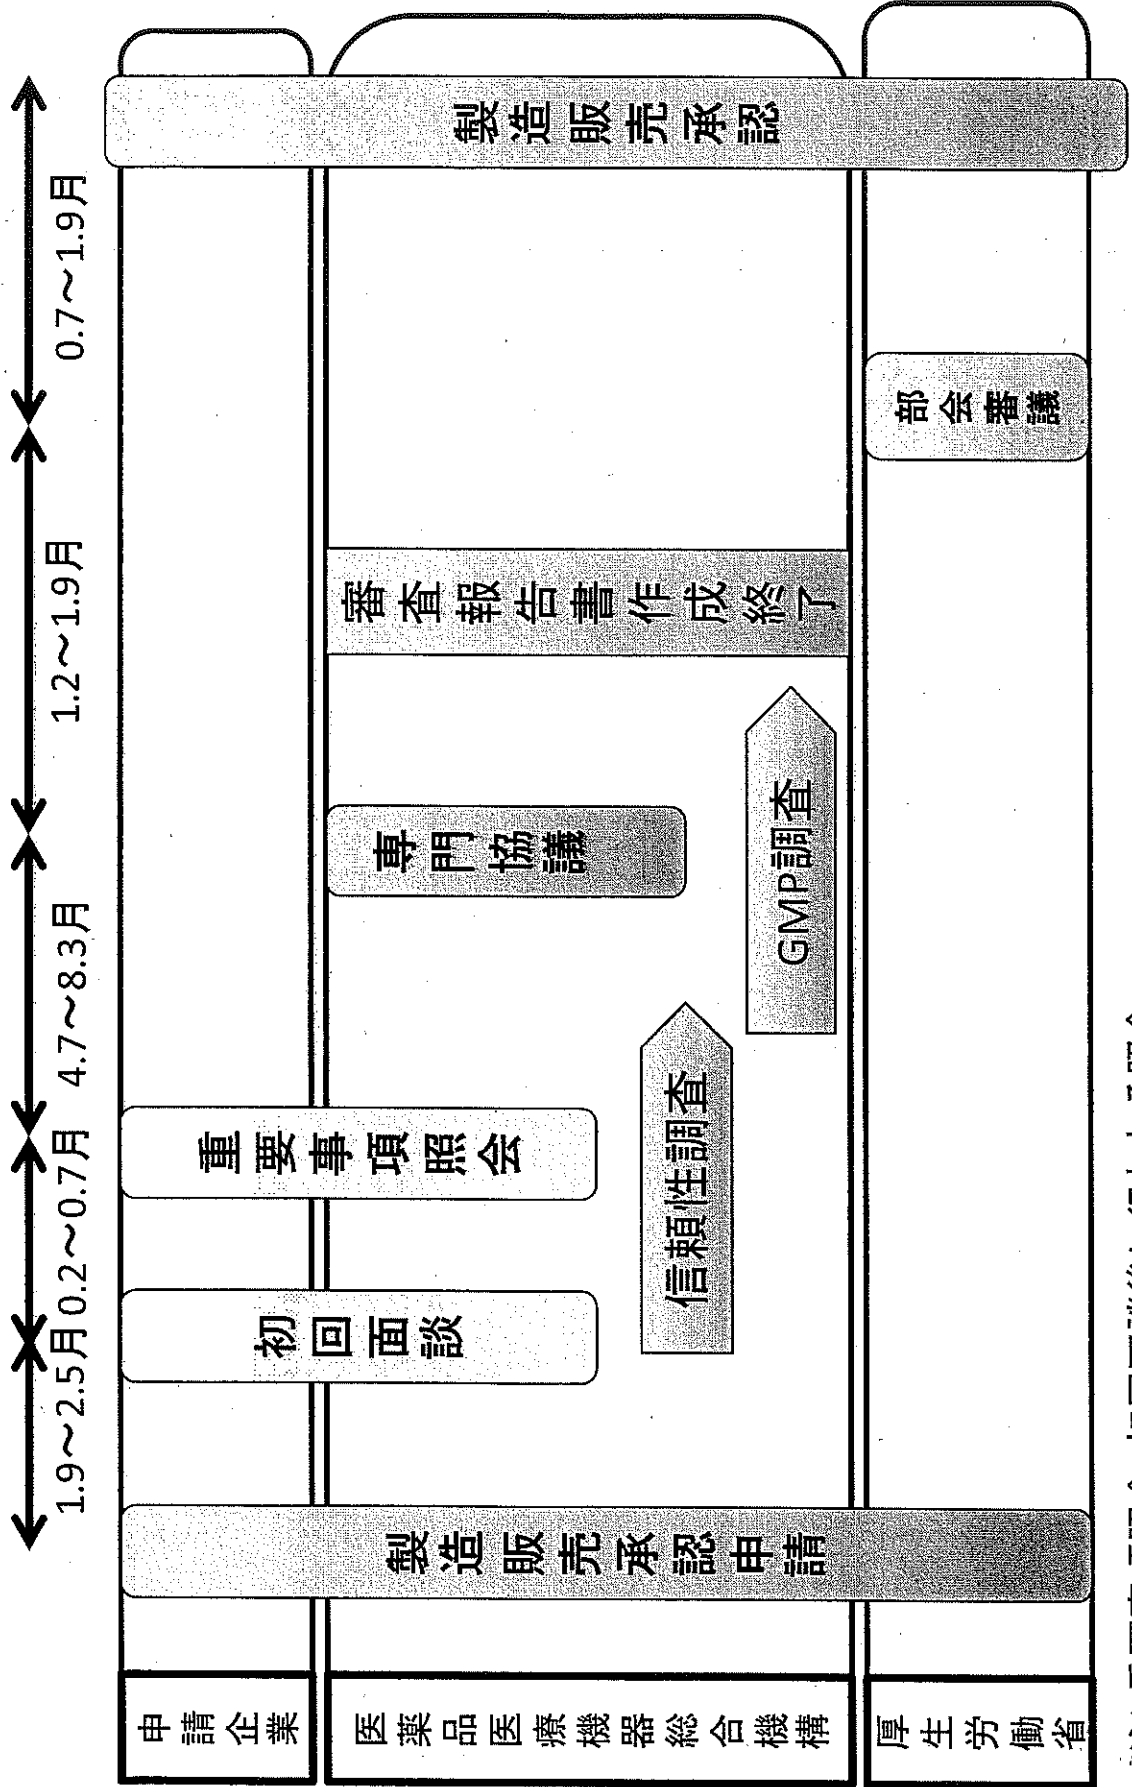 1.9～2.5月
0.2～0.7月
4.7～8.3月
1.2～1.9月
0.7～1.9月
申請企業
医薬品医療機器総合機構
厚生労働省
製造販売承認申請
初回面談
重要事項照会
信頼性調査
専門協議
GMP調査
審査報告書作成終了
部会審議
製造販売承認